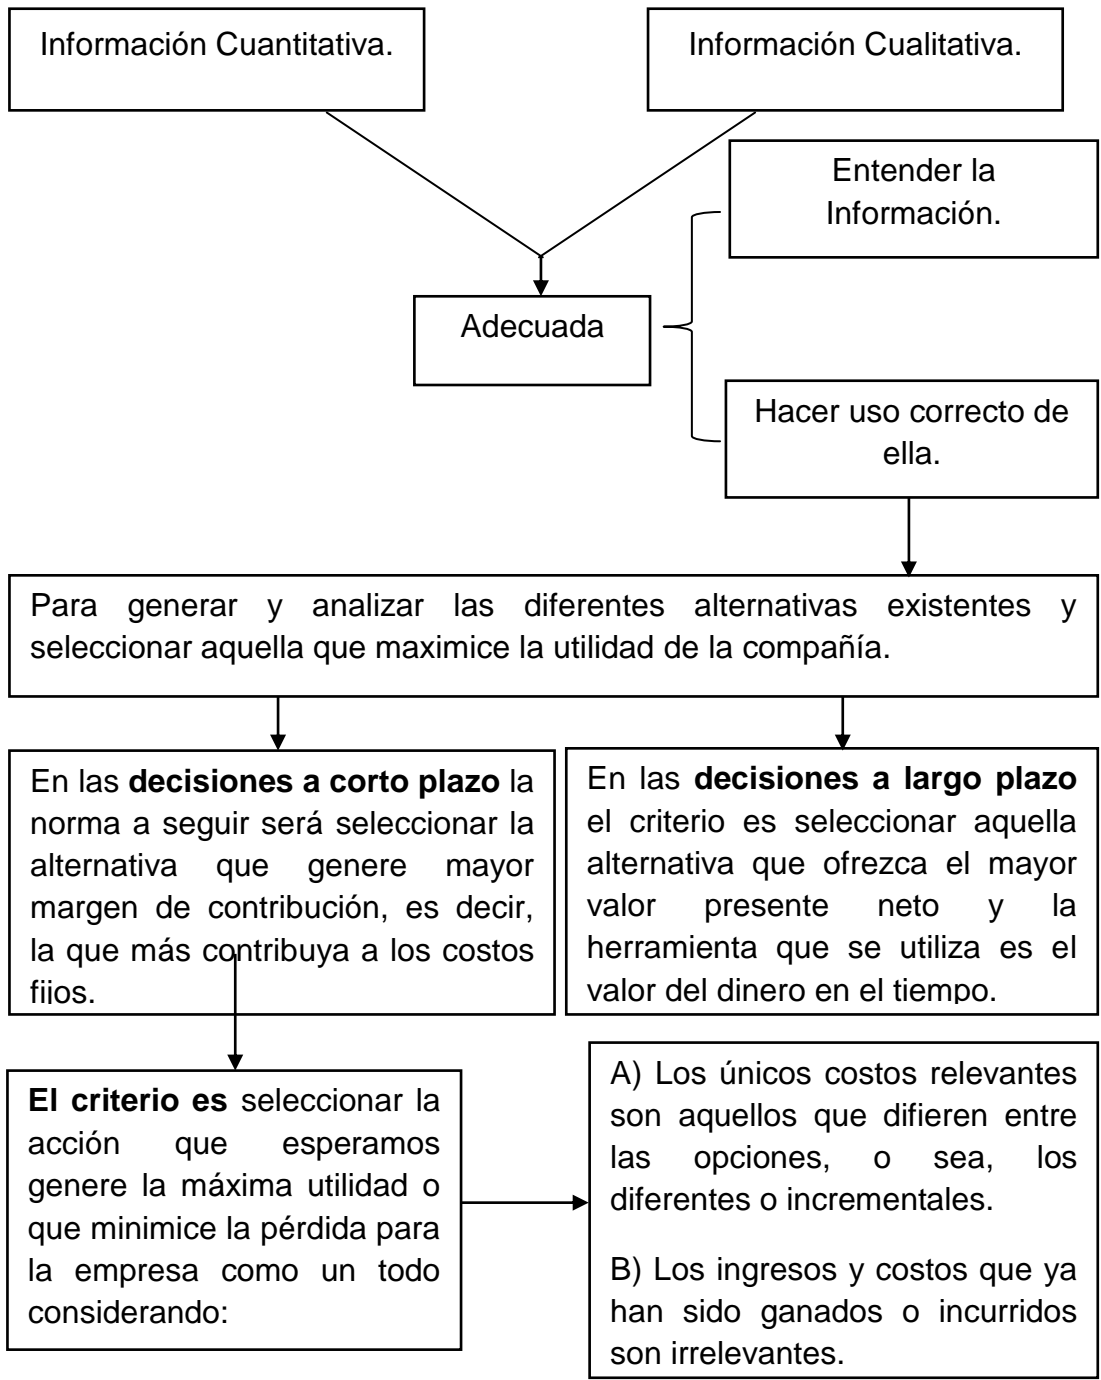 Información Cuantitativa.
Información Cualitativa.
Entender la
Información.
Adecuada
Hacer uso correcto de
ella.
Para generar y analizar las diferentes alternativas existentes y
seleccionar aquella que maximice la utilidad de la compañía.
En las decisiones a corto plazo la
norma a seguir será seleccionar la
alternativa que genere mayor
margen de contribución, es decir,
la que más contribuya a los costos
fijos.
En las decisiones a largo plazo
el criterio es seleccionar aquella
alternativa que ofrezca el mayor
valor presente neto y la
herramienta que se utiliza es el
valor del dinero en el tiempo.
El criterio es seleccionar la
acción que esperamos
genere la máxima utilidad o
que minimice la pérdida para
la empresa como un todo
considerando:
A) Los únicos costos relevantes
son aquellos que difieren entre
las opciones, o sea, los
diferentes o incrementales.
B) Los ingresos y costos que ya
han sido ganados o incurridos
son irrelevantes.